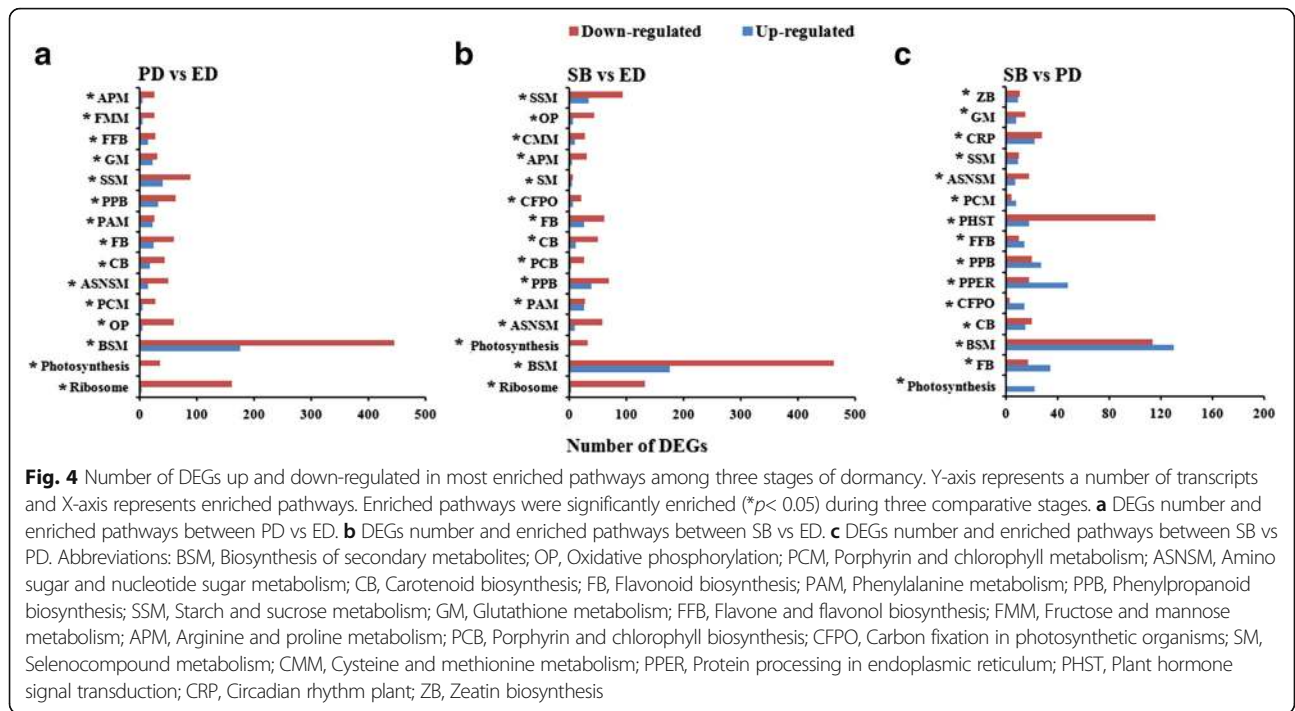 Down-regulated Up-regulated
a b c
PD vs ED SB vs ED SB vs PD
* APM
* FMM
* FFB
* GM
* SSM
* PPB
* PAM
* FB
* CB
* ASNSM
* PCM
* OP
* BSM
* Photosynthesis
* Ribosome
0 100 200 300 400 500
* SSM
*OP
*CMM
*APM
* SM
* CFPO
* FB
* CB
* PCB
* PPB
* PAM
* ASNSM
* Photosynthesis
* BSM
* Ribosome
0 100 200 300 400 500
* ZB
* GM
* CRP
* SSM
* ASNSM
* PCM
* PHST
* FFB
* PPB
* PPER
* CFPO
* CB
* BSM
* FB
* Photosynthesis
0 40 80 120 160 200
Number of DEGs
Fig. 4 Number of DEGs up and down-regulated in most enriched pathways among three stages of dormancy. Y-axis represents a number of transcripts
and X-axis represents enriched pathways. Enriched pathways were significantly enriched (*p< 0.05) during three comparative stages. a DEGs number and
enriched pathways between PD vs ED. b DEGs number and enriched pathways between SB vs ED. c DEGs number and enriched pathways between SB vs
PD. Abbreviations: BSM, Biosynthesis of secondary metabolites; OP, Oxidative phosphorylation; PCM, Porphyrin and chlorophyll metabolism; ASNSM, Amino
sugar and nucleotide sugar metabolism; CB, Carotenoid biosynthesis; FB, Flavonoid biosynthesis; PAM, Phenylalanine metabolism; PPB, Phenylpropanoid
biosynthesis; SSM, Starch and sucrose metabolism; GM, Glutathione metabolism; FFB, Flavone and flavonol biosynthesis; FMM, Fructose and mannose
metabolism; APM, Arginine and proline metabolism; PCB, Porphyrin and chlorophyll biosynthesis; CFPO, Carbon fixation in photosynthetic organisms; SM,
Selenocompound metabolism; CMM, Cysteine and methionine metabolism; PPER, Protein processing in endoplasmic reticulum; PHST, Plant hormone
signal transduction; CRP, Circadian rhythm plant; ZB, Zeatin biosynthesis